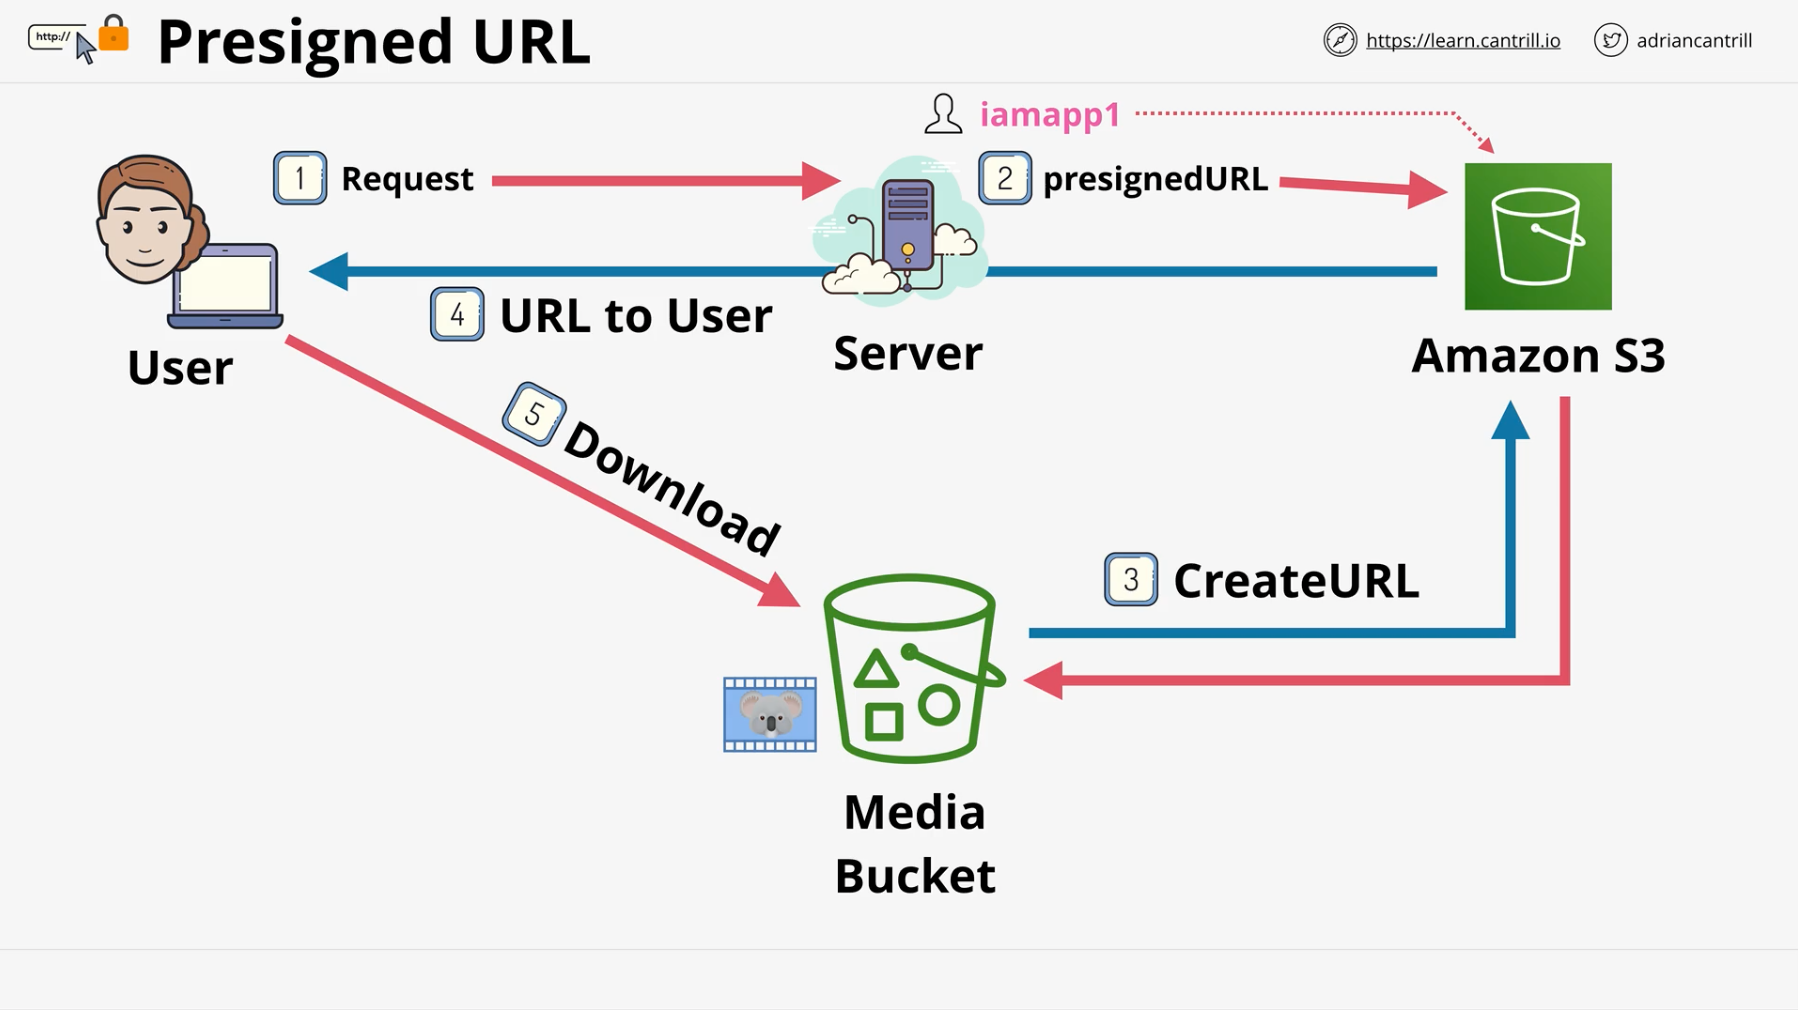 http://
Presigned URL
https://learn.cantrill.io
adriancantrill
iamapp1
1 Request
2 presignedURL
4 URL to User
User
Server
Amazon S3
5 Download
3 CreateURL
Media
Bucket